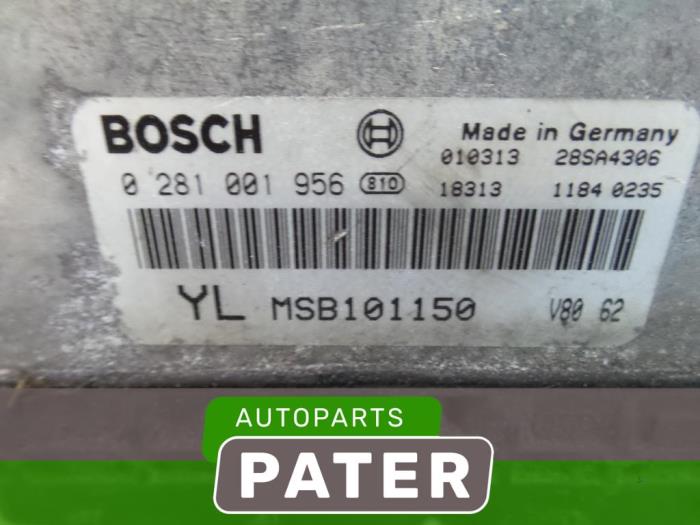 BOSCH
Made in Germany
010313 28SA4306
0 281 001 956 810 18313 1184 0235
YL MSB101150 V80 62
AUTOPARTS
PATER